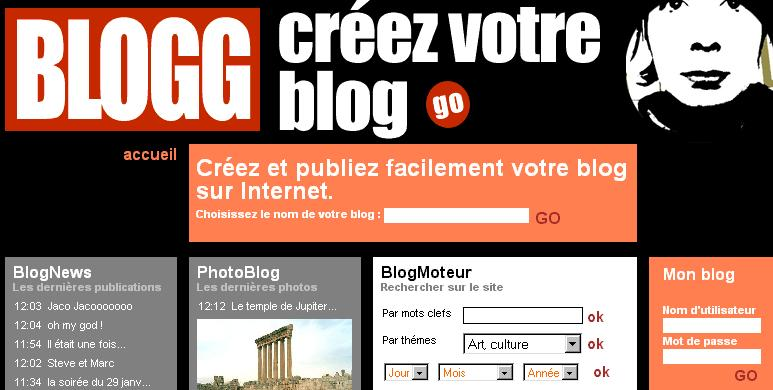 BLOGG
créez votre
blog go
accueil
Créez et publiez facilement votre blog
sur Internet.
Choisissez le nom de votre blog : GO
BlogNews
Les dernières publications
12:03 Jaco Jacooooooo
12:04 oh my god !
11:54 Il était une fois...
12:02 Steve et Marc
11:34 la soirée du 29 janv...
PhotoBlog
Les dernières photos
12:12 Le temple de Jupiter...
BlogMoteur
Rechercher sur le site
Par mots clefs ok
Par thémes Art, culture ok
Jour Mois Année ok
Mon blog
Nom d'utilisateur
Mot de passe
GO